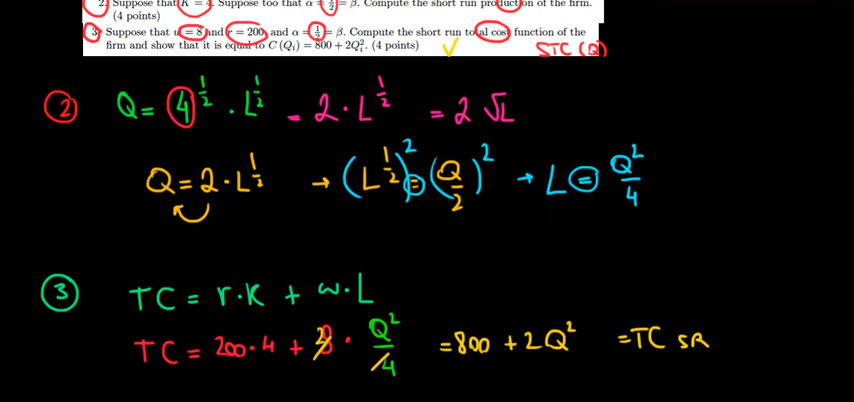 2. Suppose that K = 4. Suppose too that α = 1/2 = β. Compute the short run production of the firm.
(4 points)
3. Suppose that w = 8 and r = 200, and α = 1/2 = β. Compute the short run total cost function of the
firm and show that it is equal to C (Qᵢ) = 800 + 2Qᵢ². (4 points)
STC (Q)
② Q = 4^(1/2) · L^(1/2) = 2 · L^(1/2) = 2 √L
Q = 2 · L^(1/2) → (L^(1/2))² = (Q/2)² → L = Q²/4
③ TC = r · K + w · L
TC = 200 · 4 + 8 2 · Q²/4 = 800 + 2Q² = TC SR